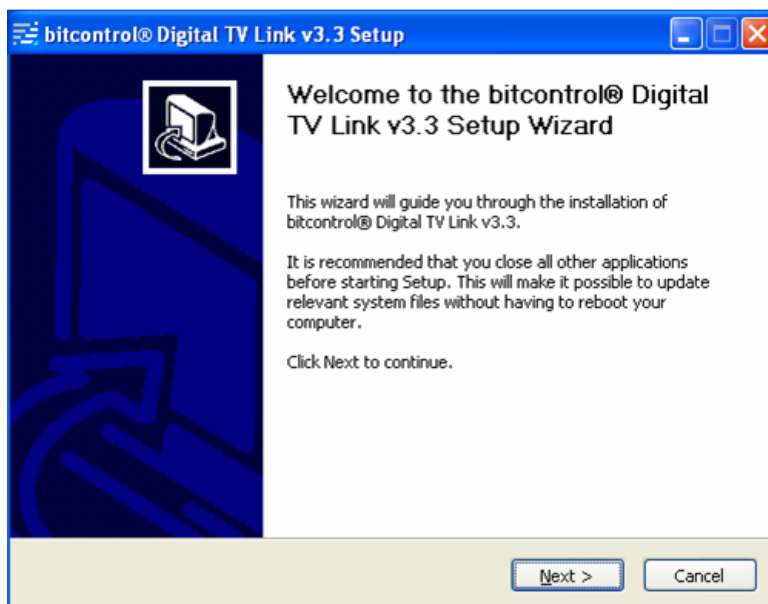 bitcontrol® Digital TV Link v3.3 Setup
Welcome to the bitcontrol® Digital
TV Link v3.3 Setup Wizard
This wizard will guide you through the installation of
bitcontrol® Digital TV Link v3.3.
It is recommended that you close all other applications
before starting Setup. This will make it possible to update
relevant system files without having to reboot your
computer.
Click Next to continue.
Next >
Cancel